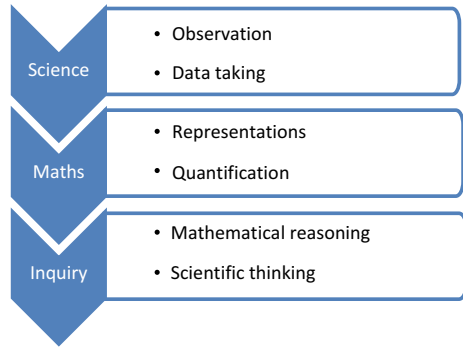 Science
• Observation
• Data taking
Maths
• Representations
• Quantification
Inquiry
• Mathematical reasoning
• Scientific thinking